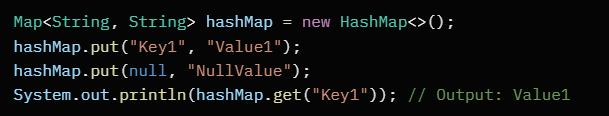 Map<String, String> hashMap = new HashMap<>();
hashMap.put("Key1", "Value1");
hashMap.put(null, "NullValue");
System.out.println(hashMap.get("Key1")); // Output: Value1